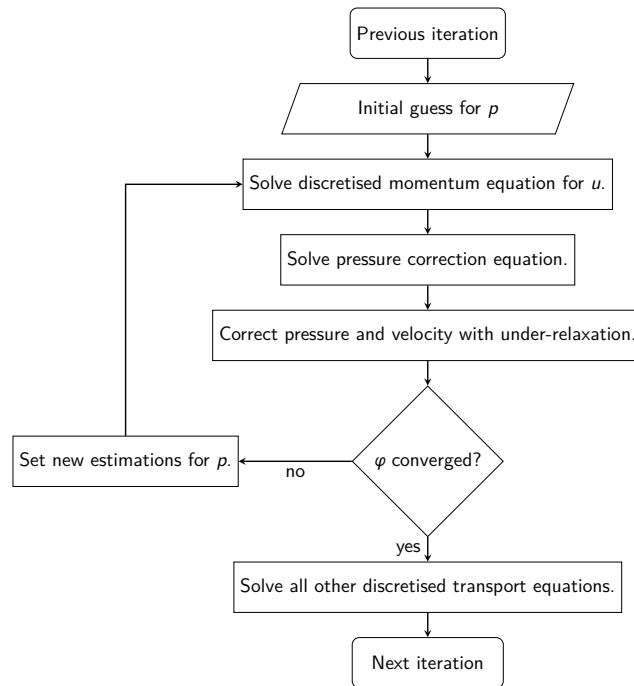 Previous iteration
Initial guess for p
Solve discretised momentum equation for u.
Solve pressure correction equation.
Correct pressure and velocity with under-relaxation.
φ converged?
no
Set new estimations for p.
yes
Solve all other discretised transport equations.
Next iteration